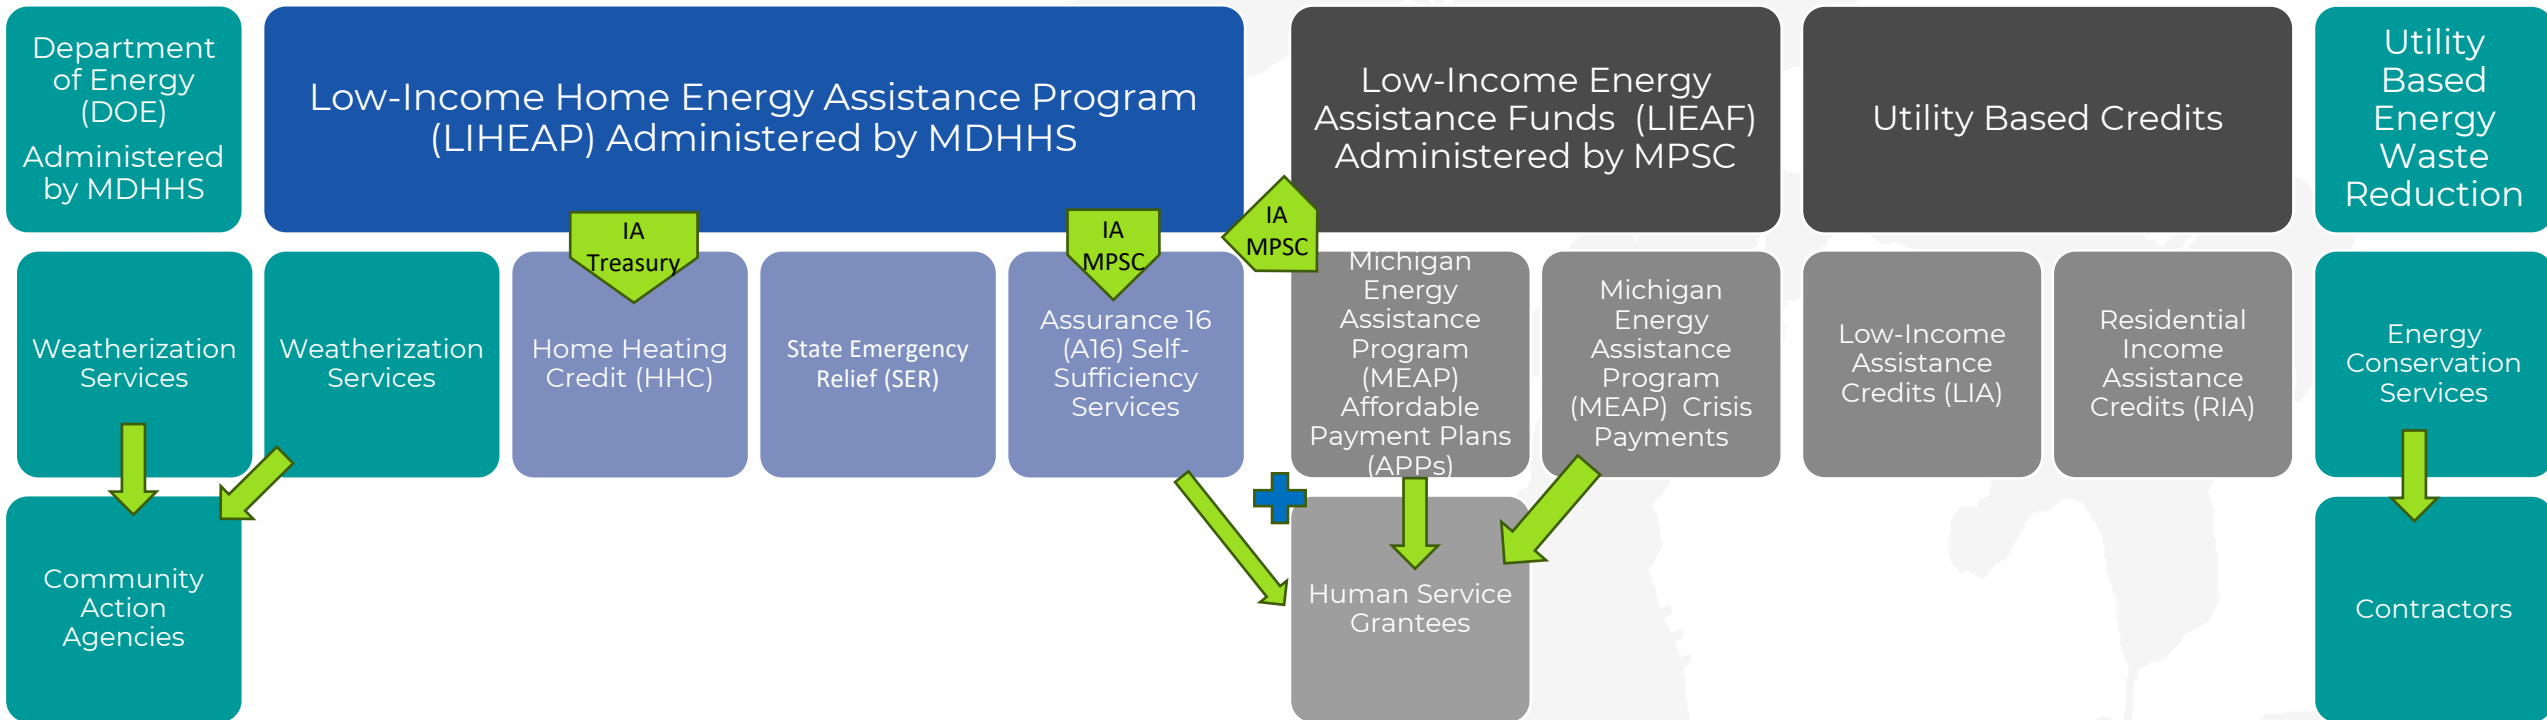 Department
of Energy
(DOE)
Administered
by MDHHS
Low-Income Home Energy Assistance Program
(LIHEAP) Administered by MDHHS
Low-Income Energy
Assistance Funds (LIEAF)
Administered by MPSC
Utility Based Credits
Utility
Based
Energy
Waste
Reduction
IA
Treasury
IA
MPSC
IA
MPSC
Weatherization
Services
Weatherization
Services
Home Heating
Credit (HHC)
State Emergency
Relief (SER)
Assurance 16
(A16) Self-
Sufficiency
Services
Michigan
Energy
Assistance
Program
(MEAP)
Affordable
Payment Plans
(APPs)
Michigan
Energy
Assistance
Program
(MEAP) Crisis
Payments
Low-Income
Assistance
Credits (LIA)
Residential
Income
Assistance
Credits (RIA)
Energy
Conservation
Services
Community
Action
Agencies
Human Service
Grantees
Contractors